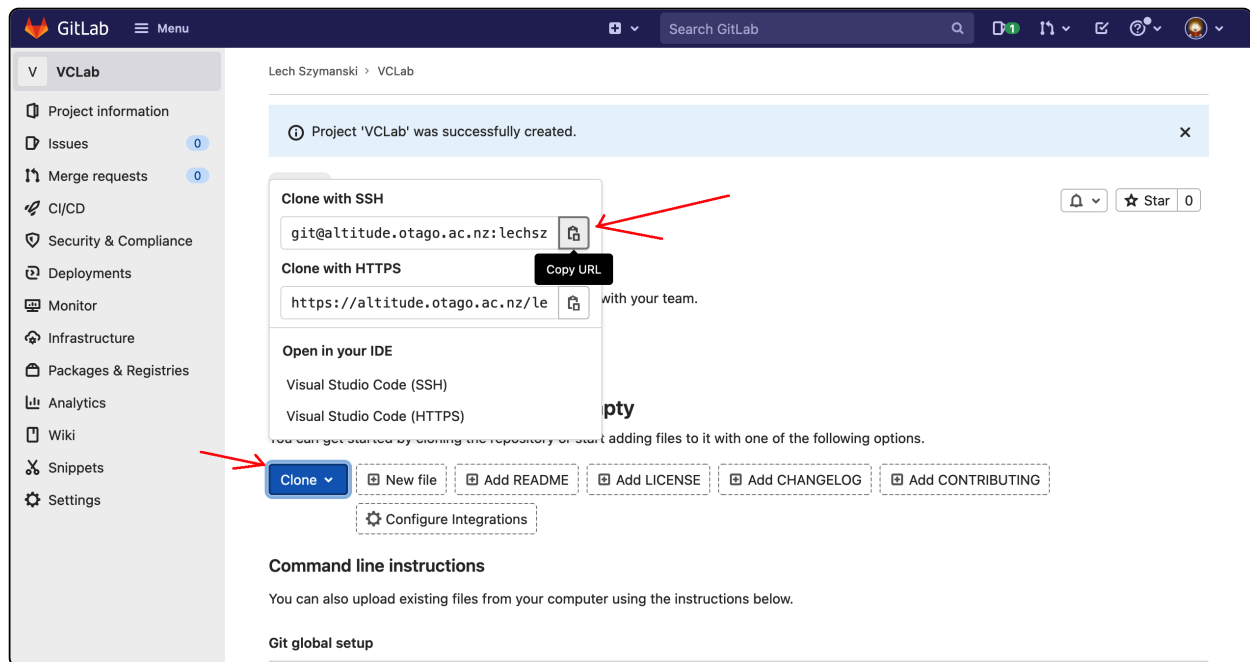 GitLab Menu Search GitLab 1
V VCLab
Project information
Issues 0
Merge requests 0
CI/CD
Security & Compliance
Deployments
Monitor
Infrastructure
Packages & Registries
Analytics
Wiki
Snippets
Settings
Lech Szymanski › VCLab
Project 'VCLab' was successfully created.
Star 0
Clone with SSH
git@altitude.otago.ac.nz:lechsz
Copy URL
Clone with HTTPS
https://altitude.otago.ac.nz/le
with your team.
Open in your IDE
Visual Studio Code (SSH)
Visual Studio Code (HTTPS)
pty
You can get started by cloning the repository or start adding files to it with one of the following options.
Clone New file Add README Add LICENSE Add CHANGELOG Add CONTRIBUTING
Configure Integrations
Command line instructions
You can also upload existing files from your computer using the instructions below.
Git global setup